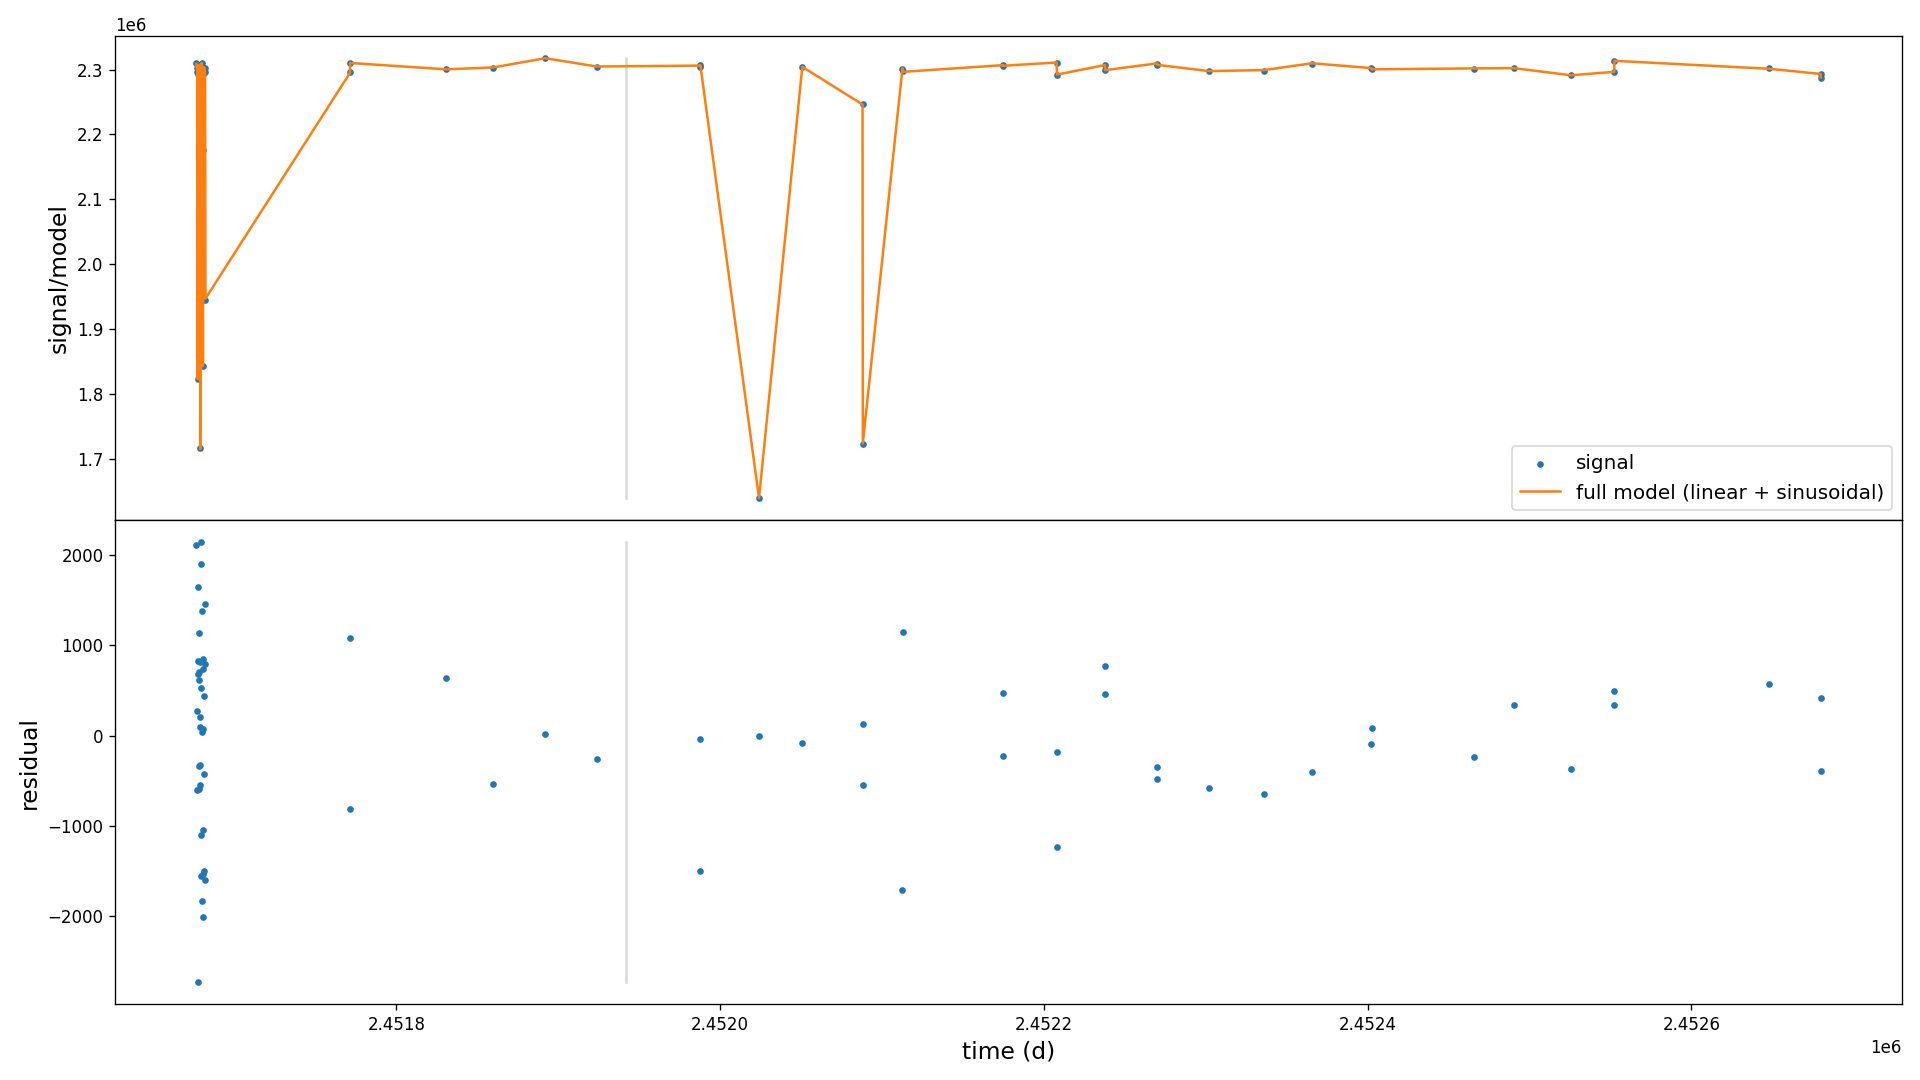 1e6
2.3
2.2
2.1
2.0
1.9
1.8
1.7
signal/model
signal
full model (linear + sinusoidal)
2000
1000
0
−1000
−2000
residual
2.4518
2.4520
2.4522
2.4524
2.4526
time (d)
1e6